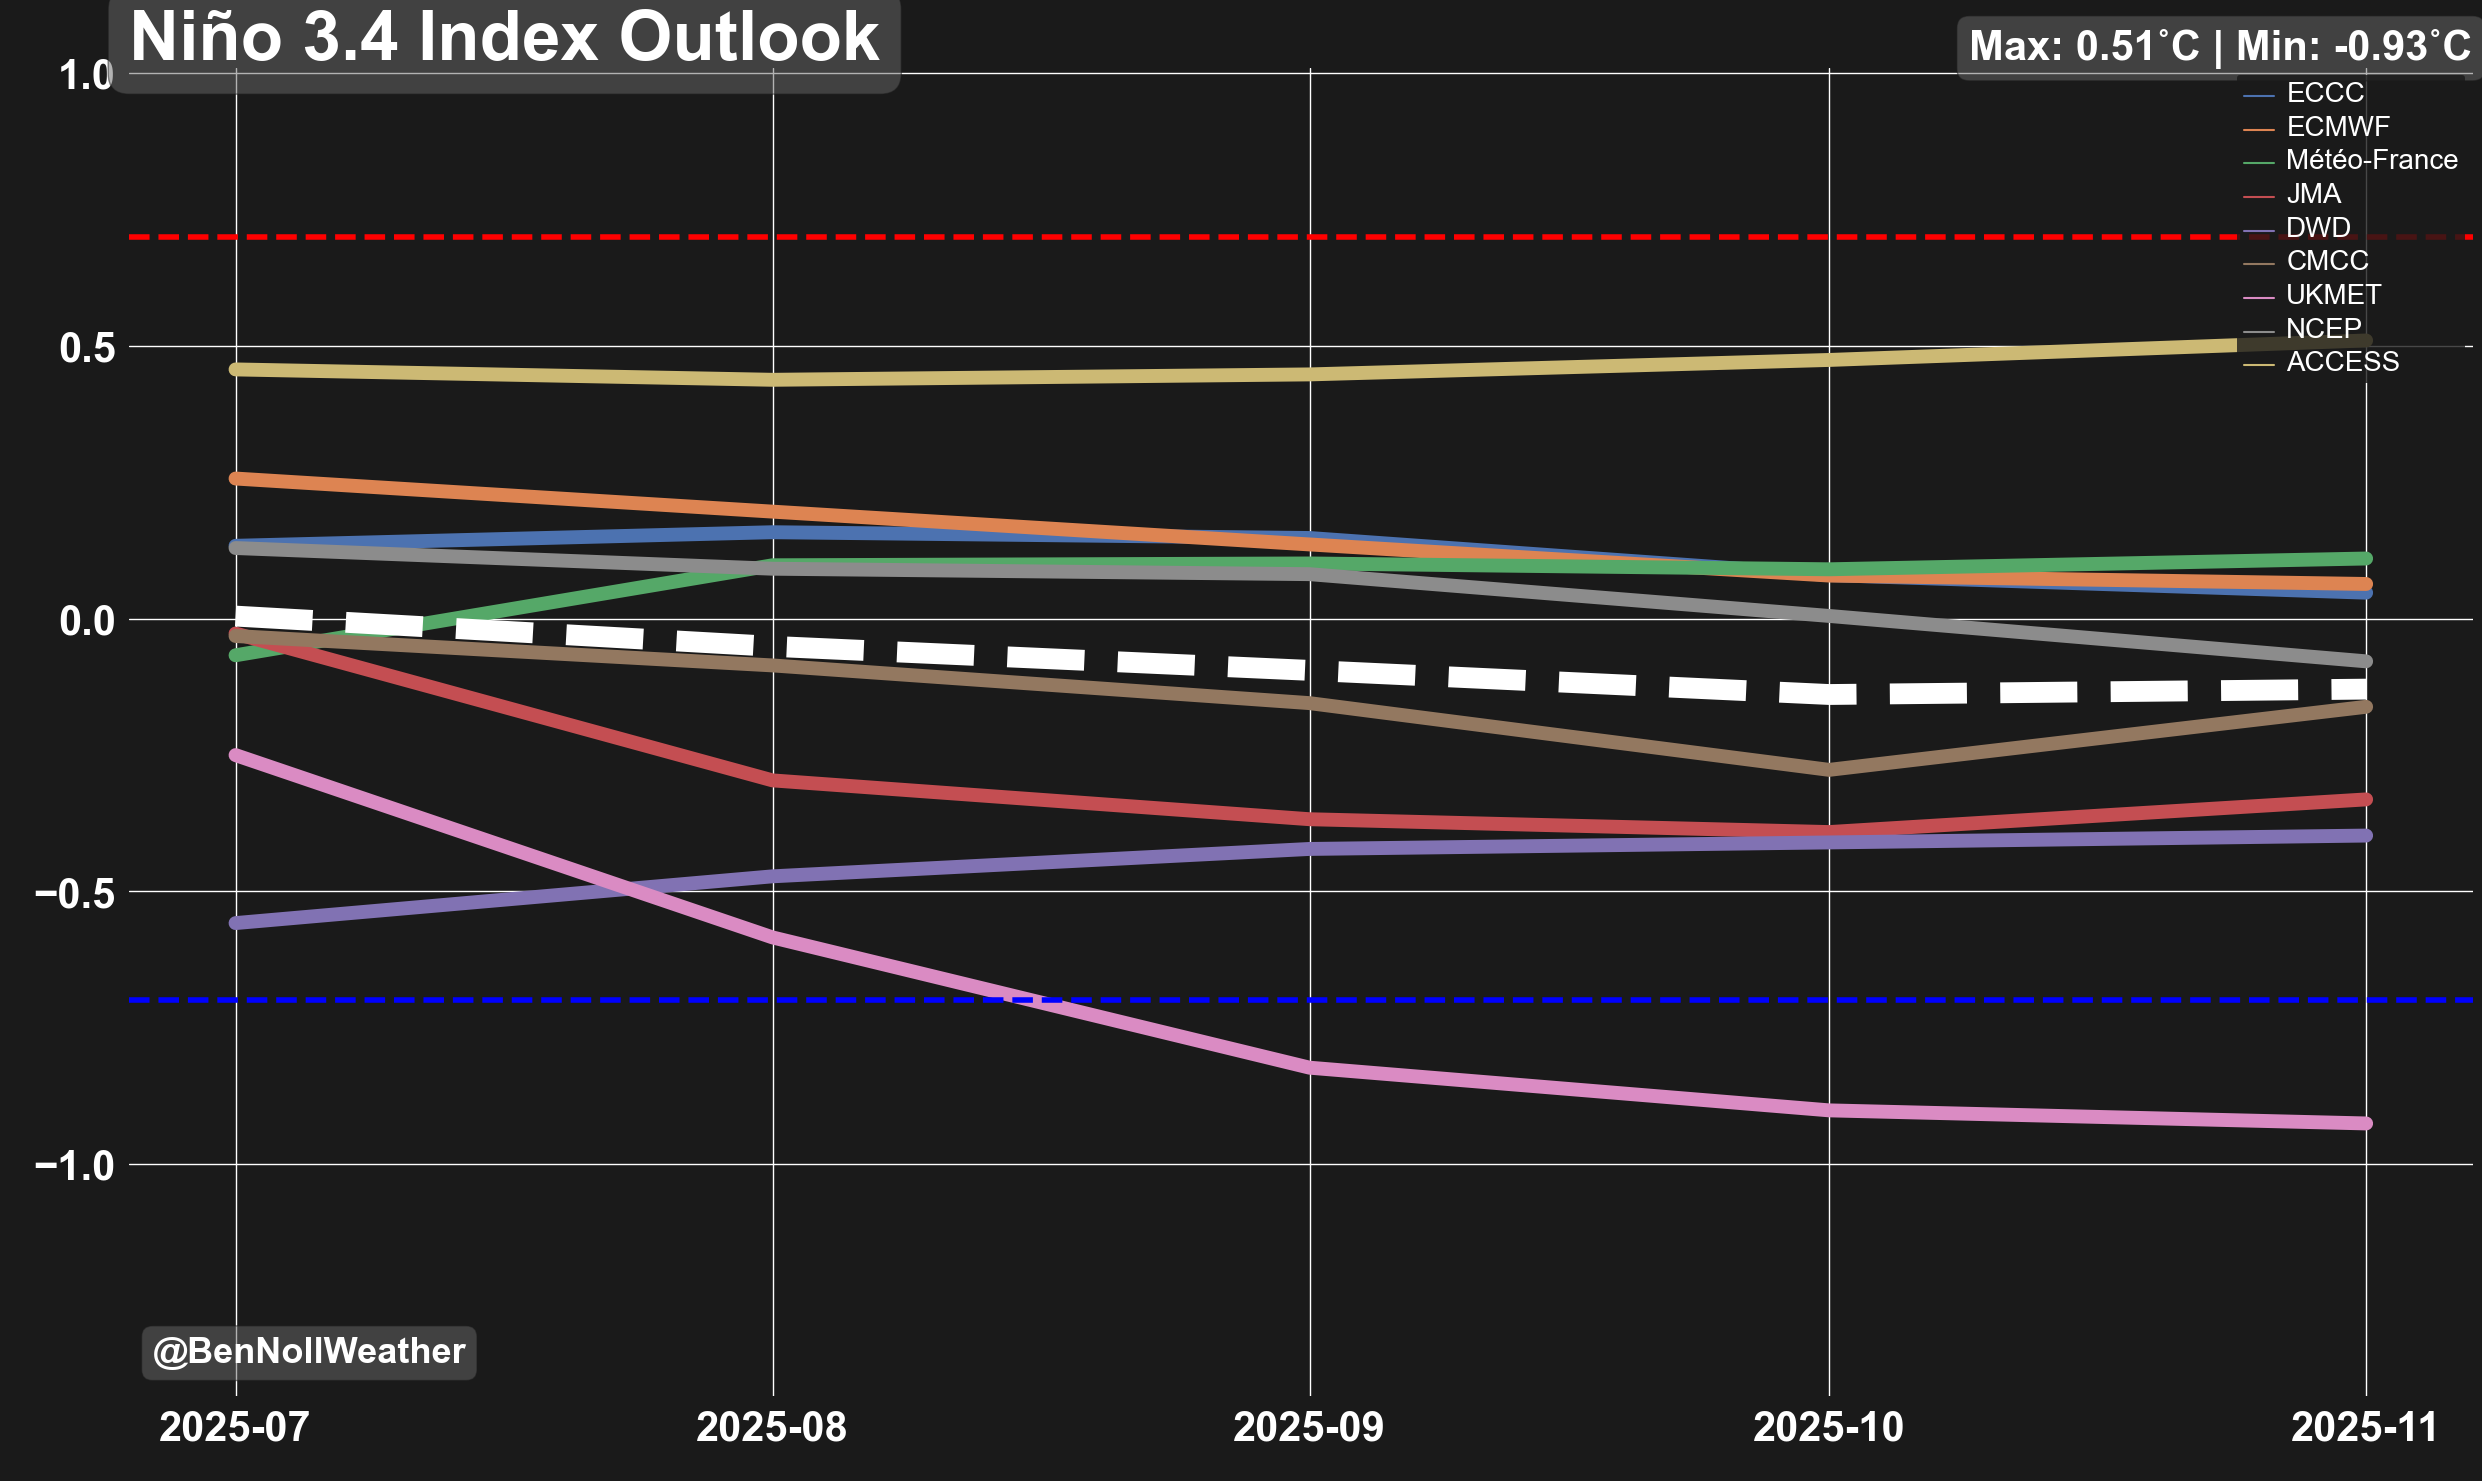 Niño 3.4 Index Outlook
Max: 0.51˚C | Min: -0.93˚C
ECCC
ECMWF
Météo-France
JMA
DWD
CMCC
UKMET
NCEP
ACCESS
1.0
0.5
0.0
−0.5
−1.0
@BenNollWeather
2025-07 2025-08 2025-09 2025-10 2025-11